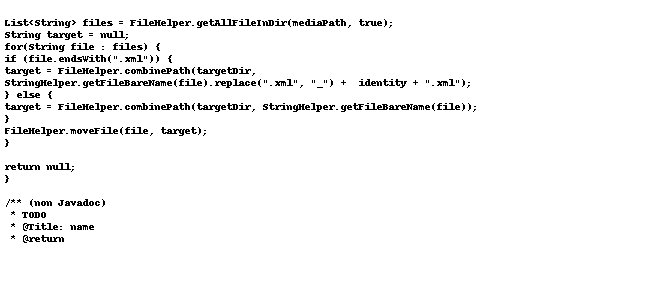 List<String> files = FileHelper.getAllFileInDir(mediaPath, true);
String target = null;
for(String file : files) {
if (file.endsWith(".xml")) {
target = FileHelper.combinePath(targetDir,
StringHelper.getFileBareName(file).replace(".xml", "_") +  identity + ".xml");
} else {
target = FileHelper.combinePath(targetDir, StringHelper.getFileBareName(file));
}
FileHelper.moveFile(file, target);
}
return null;
}
/** (non Javadoc)
 * TODO
 * @Title: name
 * @return